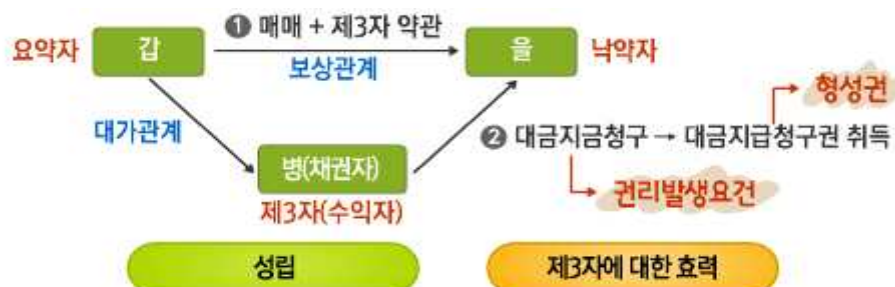 ❶ 매매 + 제3자 약관
요약자 갑 을 낙약자
보상관계
형성권
대가관계
❷ 대금지금청구 → 대금지급청구권 취득
병(채권자)
권리발생요건
제3자(수익자)
성립 제3자에 대한 효력